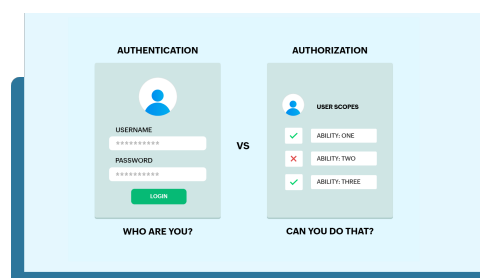 AUTHENTICATION
USERNAME
**********
PASSWORD
**********
LOGIN
WHO ARE YOU?
VS
AUTHORIZATION
USER SCOPES
ABILITY: ONE
ABILITY: TWO
ABILITY: THREE
CAN YOU DO THAT?